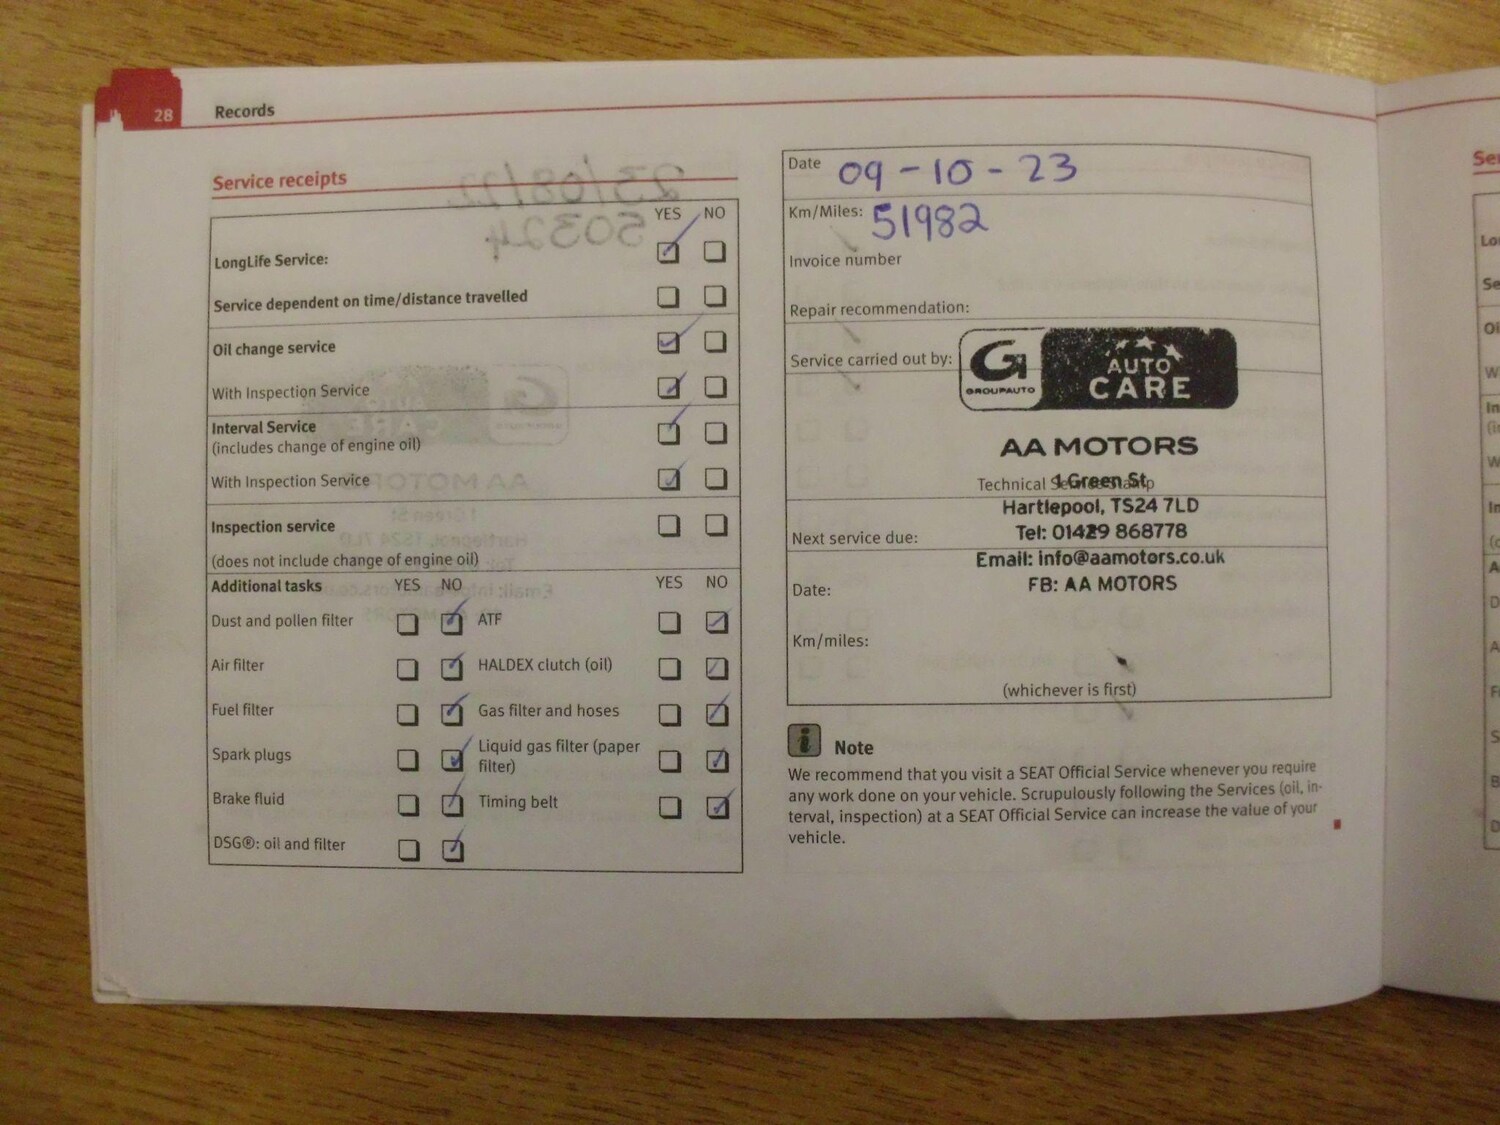 28 Records
Service receipts
23/08/22
50324
YES NO
LongLife Service:
Service dependent on time/distance travelled
Oil change service
With Inspection Service
Interval Service
(includes change of engine oil)
With Inspection Service
Inspection service
(does not include change of engine oil)
Additional tasks YES NO YES NO
Dust and pollen filter ATF
Air filter HALDEX clutch (oil)
Fuel filter Gas filter and hoses
Spark plugs Liquid gas filter (paper
filter)
Brake fluid Timing belt
DSG®: oil and filter
Date 09-10-23
Km/Miles: 51982
Invoice number
Repair recommendation:
Service carried out by:
G
GROUPAUTO
AUTO
CARE
AA MOTORS
Technical Service Stamp
1 Green St
Hartlepool, TS24 7LD
Tel: 01429 868778
Next service due:
Email: info@aamotors.co.uk
FB: AA MOTORS
Date:
Km/miles:
(whichever is first)
i Note
We recommend that you visit a SEAT Official Service whenever you require
any work done on your vehicle. Scrupulously following the Services (oil, in-
terval, inspection) at a SEAT Official Service can increase the value of your
vehicle.